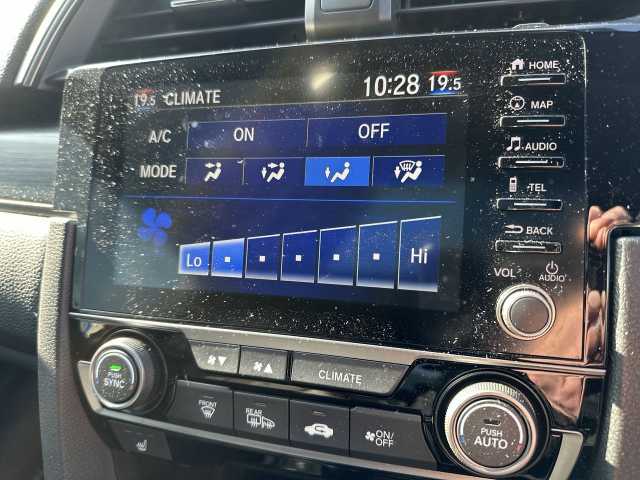 19.5 CLIMATE 10:28 19.5
A/C ON OFF
MODE
Lo Hi
HOME
MAP
AUDIO
TEL
BACK
VOL AUDIO
PUSH SYNC
CLIMATE
FRONT
REAR
ON/OFF
PUSH AUTO